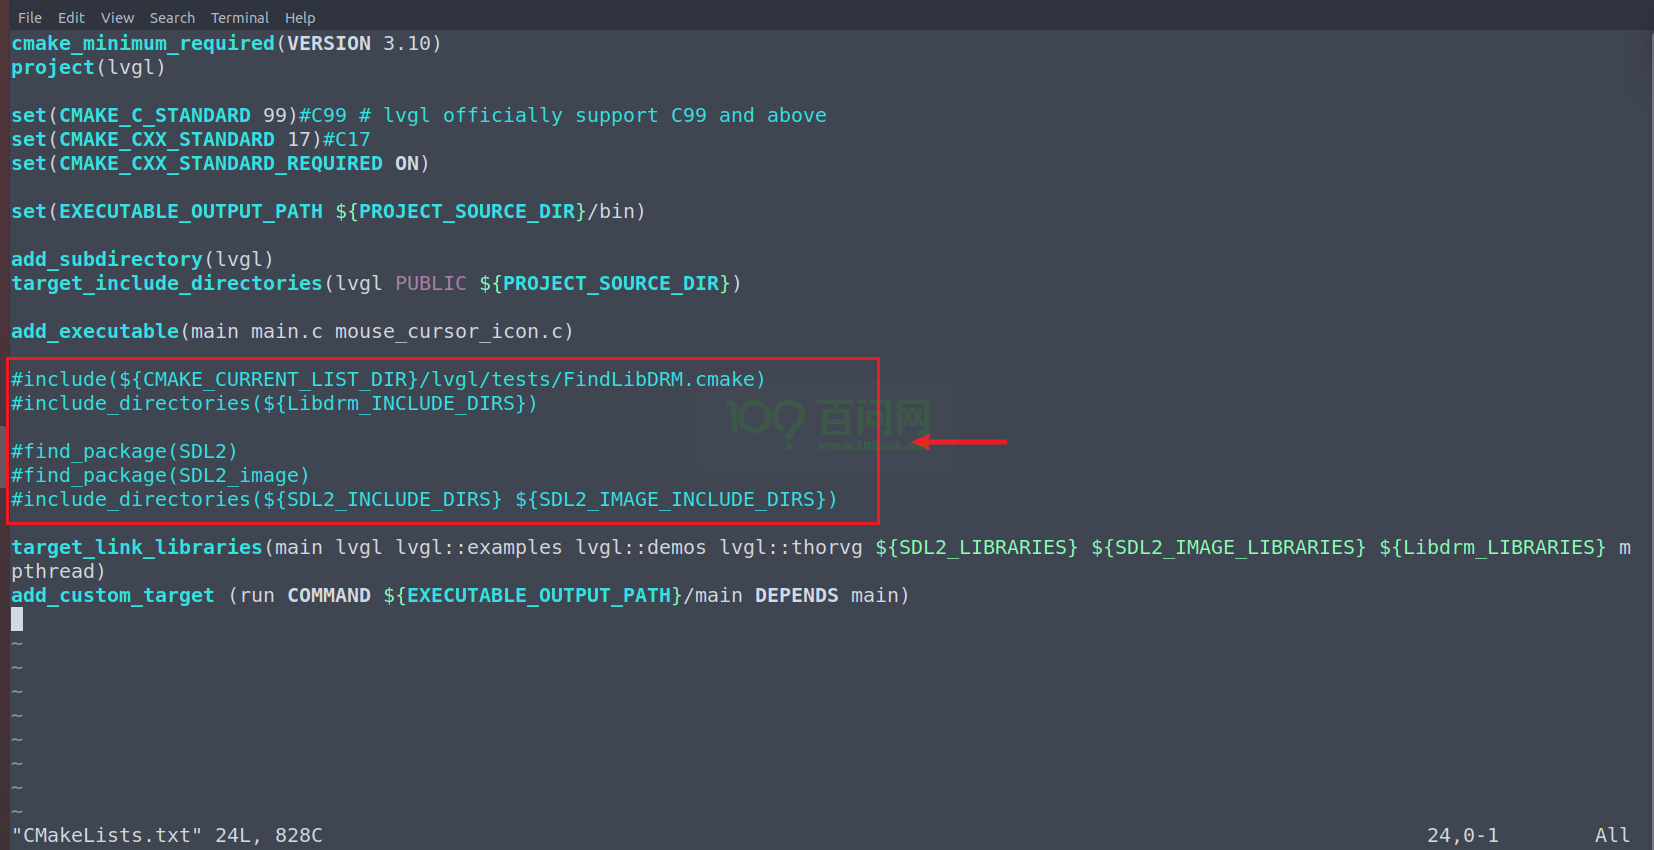 File Edit View Search Terminal Help
cmake_minimum_required(VERSION 3.10)
project(lvgl)
set(CMAKE_C_STANDARD 99)#C99 # lvgl officially support C99 and above
set(CMAKE_CXX_STANDARD 17)#C17
set(CMAKE_CXX_STANDARD_REQUIRED ON)
set(EXECUTABLE_OUTPUT_PATH ${PROJECT_SOURCE_DIR}/bin)
add_subdirectory(lvgl)
target_include_directories(lvgl PUBLIC ${PROJECT_SOURCE_DIR})
add_executable(main main.c mouse_cursor_icon.c)
#include(${CMAKE_CURRENT_LIST_DIR}/lvgl/tests/FindLibDRM.cmake)
#include_directories(${Libdrm_INCLUDE_DIRS})
百问网
#find_package(SDL2)
#find_package(SDL2_image)
#include_directories(${SDL2_INCLUDE_DIRS} ${SDL2_IMAGE_INCLUDE_DIRS})
target_link_libraries(main lvgl lvgl::examples lvgl::demos lvgl::thorvg ${SDL2_LIBRARIES} ${SDL2_IMAGE_LIBRARIES} ${Libdrm_LIBRARIES} m
pthread)
add_custom_target (run COMMAND ${EXECUTABLE_OUTPUT_PATH}/main DEPENDS main)
~
~
~
~
~
~
~
~
"CMakeLists.txt" 24L, 828C 24,0-1 All